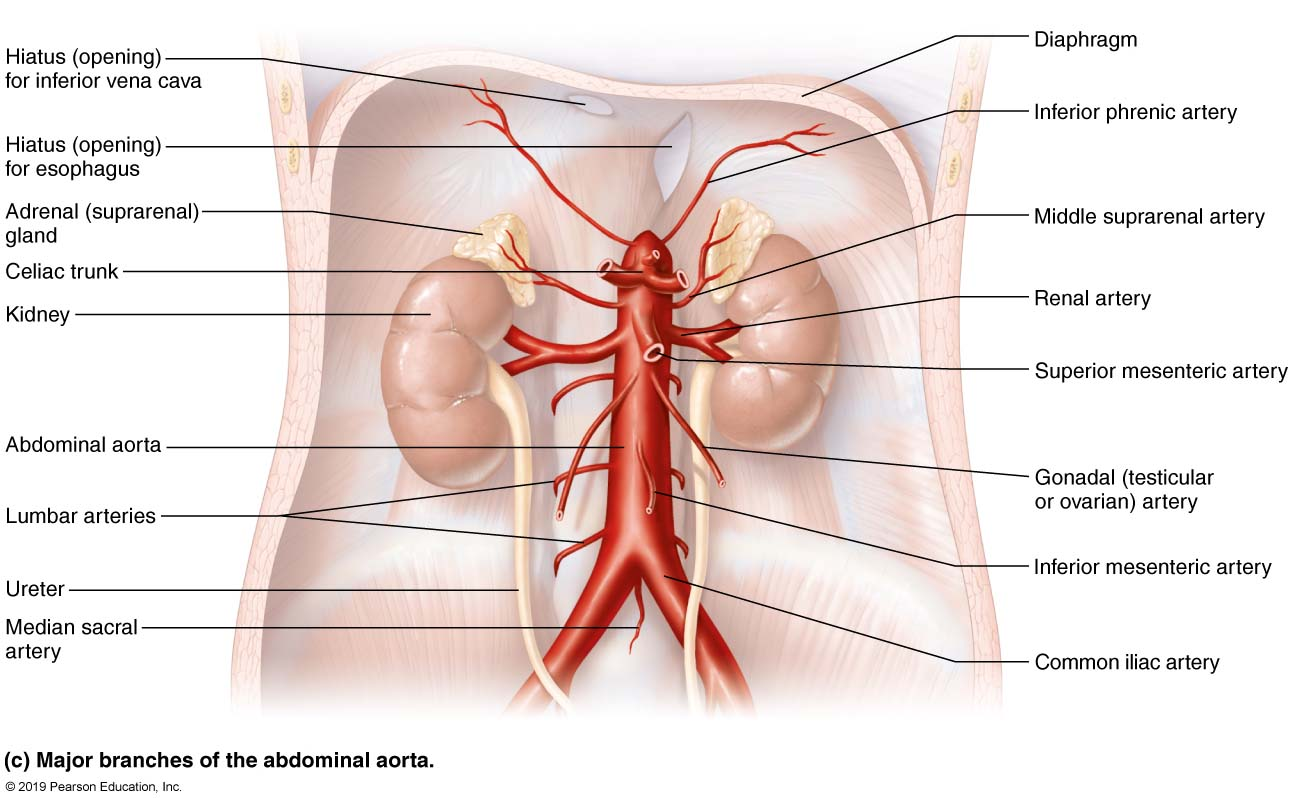 Hiatus (opening)
for inferior vena cava
Hiatus (opening)
for esophagus
Adrenal (suprarenal)
gland
Celiac trunk
Kidney
Abdominal aorta
Lumbar arteries
Ureter
Median sacral
artery
Diaphragm
Inferior phrenic artery
Middle suprarenal artery
Renal artery
Superior mesenteric artery
Gonadal (testicular
or ovarian) artery
Inferior mesenteric artery
Common iliac artery
(c) Major branches of the abdominal aorta.
© 2019 Pearson Education, Inc.